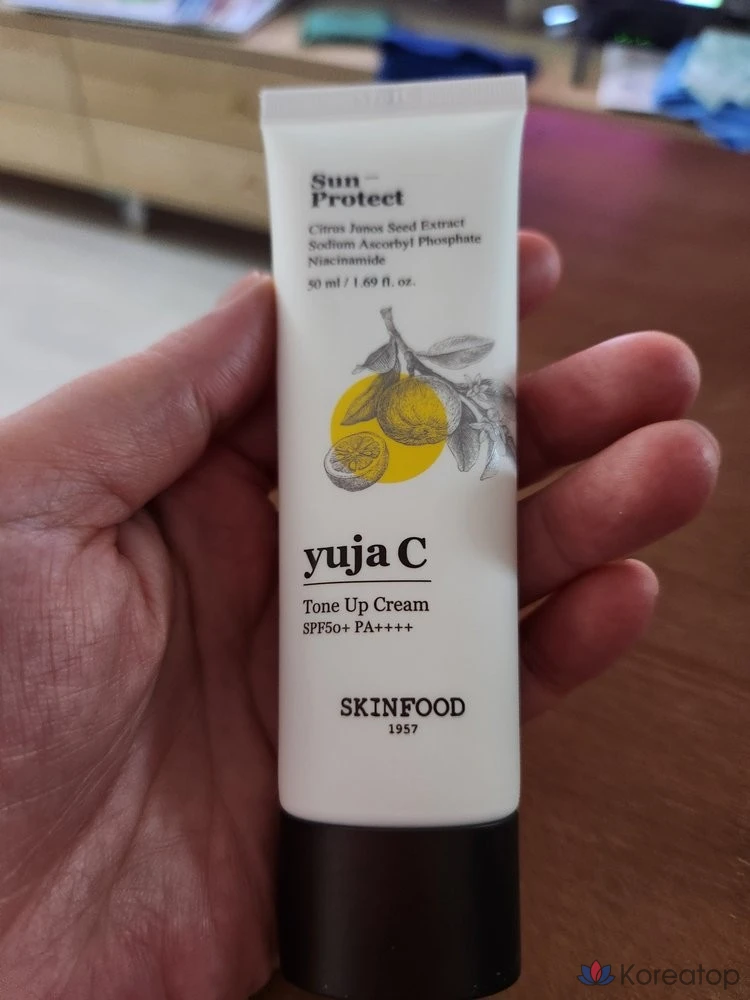 Sun —
Protect
Citrus Junos Seed Extract
Sodium Ascorbyl Phosphate
Niacinamide
50 ml / 1.69 fl. oz.
yuja C
Tone Up Cream
SPF50+ PA++++
SKINFOOD
1957
Koreatop